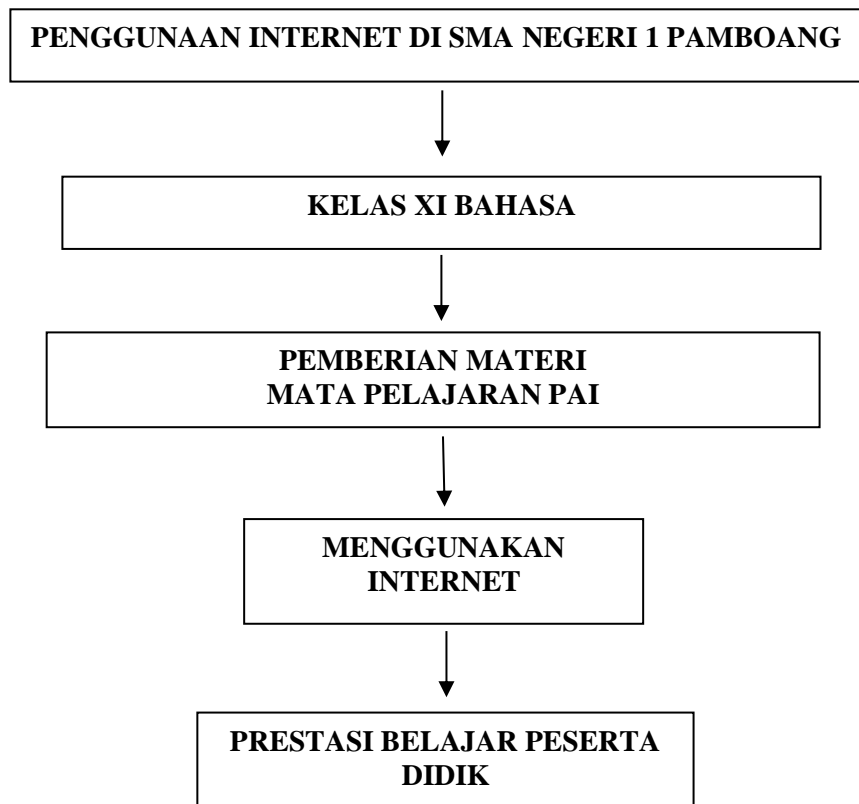 PENGGUNAAN INTERNET DI SMA NEGERI 1 PAMBOANG
KELAS XI BAHASA
PEMBERIAN MATERI
MATA PELAJARAN PAI
MENGGUNAKAN
INTERNET
PRESTASI BELAJAR PESERTA
DIDIK